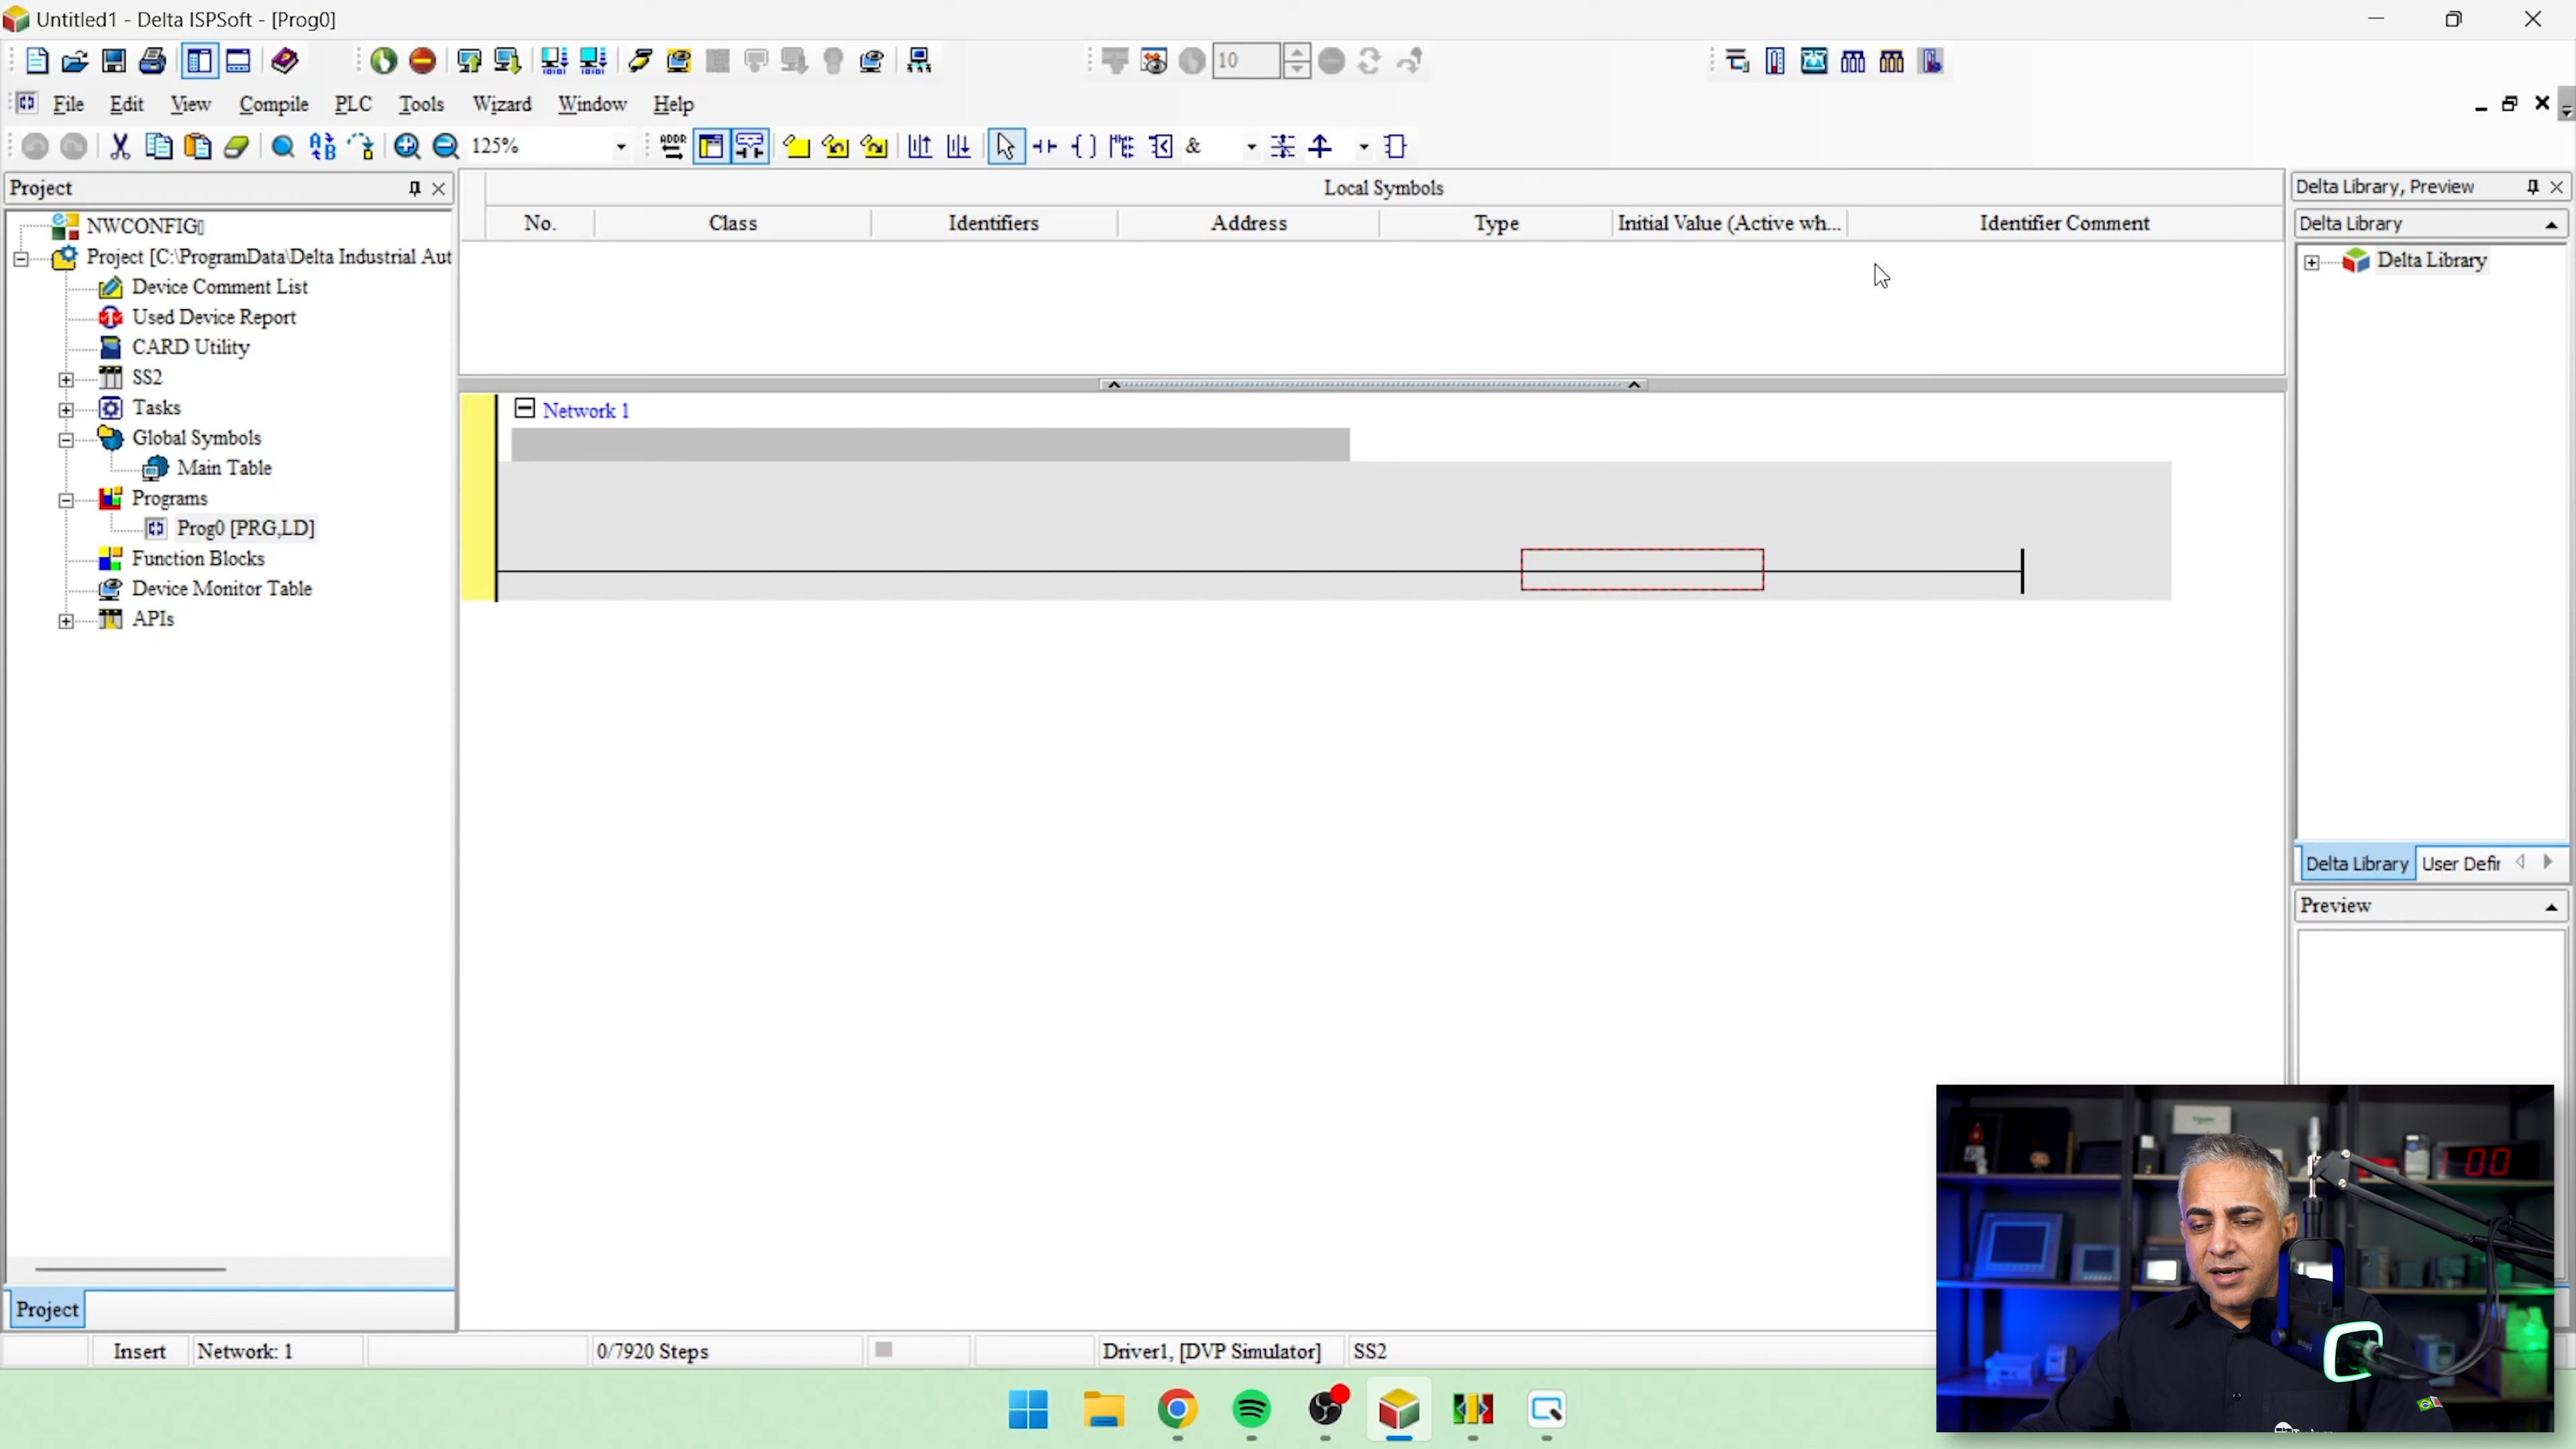 Untitled1 - Delta ISPSoft - [Prog0]
10
File Edit View Compile PLC Tools Wizard Window Help
125% ADDR &
Project
NWCONFIG
Project [C:\ProgramData\Delta Industrial Aut
Device Comment List
Used Device Report
CARD Utility
SS2
Tasks
Global Symbols
Main Table
Programs
Prog0 [PRG,LD]
Function Blocks
Device Monitor Table
APIs
Project
Local Symbols
No. Class Identifiers Address Type Initial Value (Active wh... Identifier Comment
Network 1
Delta Library, Preview
Delta Library
Delta Library
Delta Library User Defir
Preview
1 00
Insert Network: 1 0/7920 Steps Driver1, [DVP Simulator] SS2